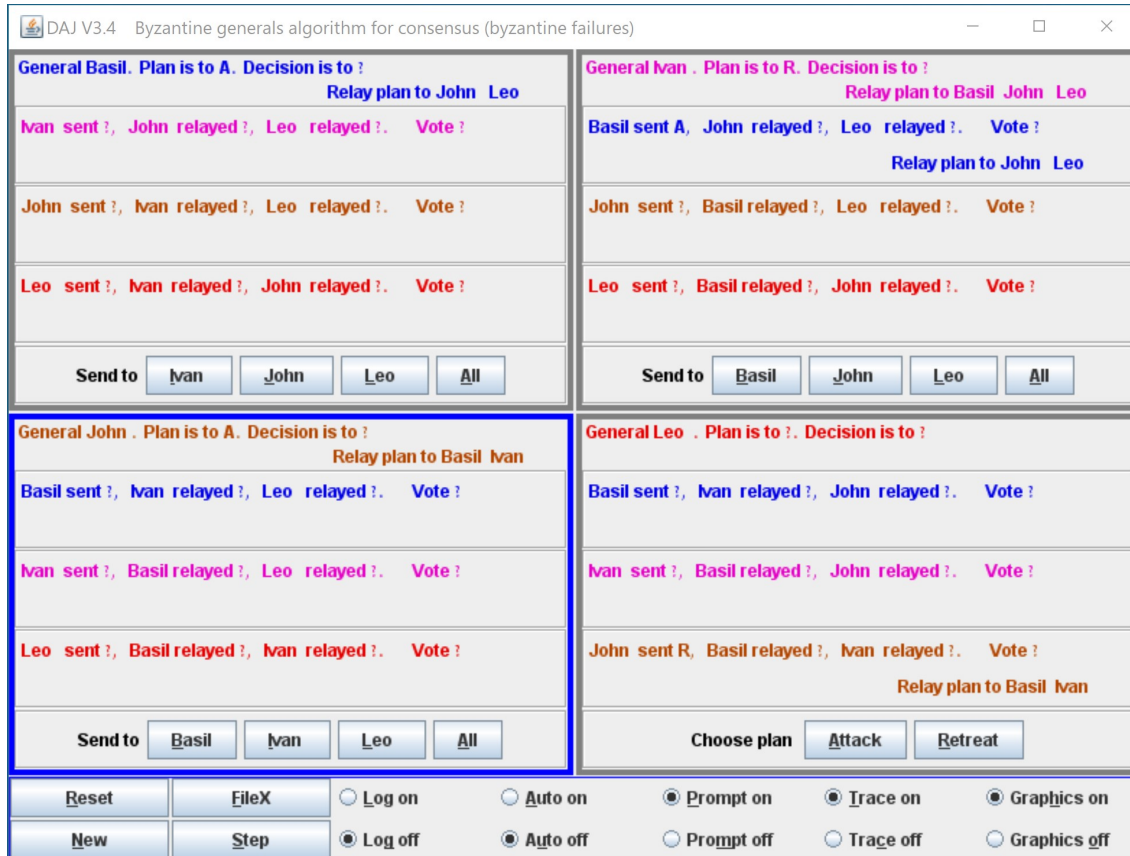 DAJ V3.4 Byzantine generals algorithm for consensus (byzantine failures)
General Basil. Plan is to A. Decision is to ?
Relay plan to John Leo
Ivan sent ?, John relayed ?, Leo relayed ?. Vote ?
John sent ?, Ivan relayed ?, Leo relayed ?. Vote ?
Leo sent ?, Ivan relayed ?, John relayed ?. Vote ?
Send to Ivan John Leo All
General Ivan . Plan is to R. Decision is to ?
Relay plan to Basil John Leo
Basil sent A, John relayed ?, Leo relayed ?. Vote ?
Relay plan to John Leo
John sent ?, Basil relayed ?, Leo relayed ?. Vote ?
Leo sent ?, Basil relayed ?, John relayed ?. Vote ?
Send to Basil John Leo All
General John . Plan is to A. Decision is to ?
Relay plan to Basil Ivan
Basil sent ?, Ivan relayed ?, Leo relayed ?. Vote ?
Ivan sent ?, Basil relayed ?, Leo relayed ?. Vote ?
Leo sent ?, Basil relayed ?, Ivan relayed ?. Vote ?
Send to Basil Ivan Leo All
General Leo . Plan is to ?. Decision is to ?
Basil sent ?, Ivan relayed ?, John relayed ?. Vote ?
Ivan sent ?, Basil relayed ?, John relayed ?. Vote ?
John sent R, Basil relayed ?, Ivan relayed ?. Vote ?
Relay plan to Basil Ivan
Choose plan Attack Retreat
Reset FileX Log on Auto on Prompt on Trace on Graphics on
New Step Log off Auto off Prompt off Trace off Graphics off